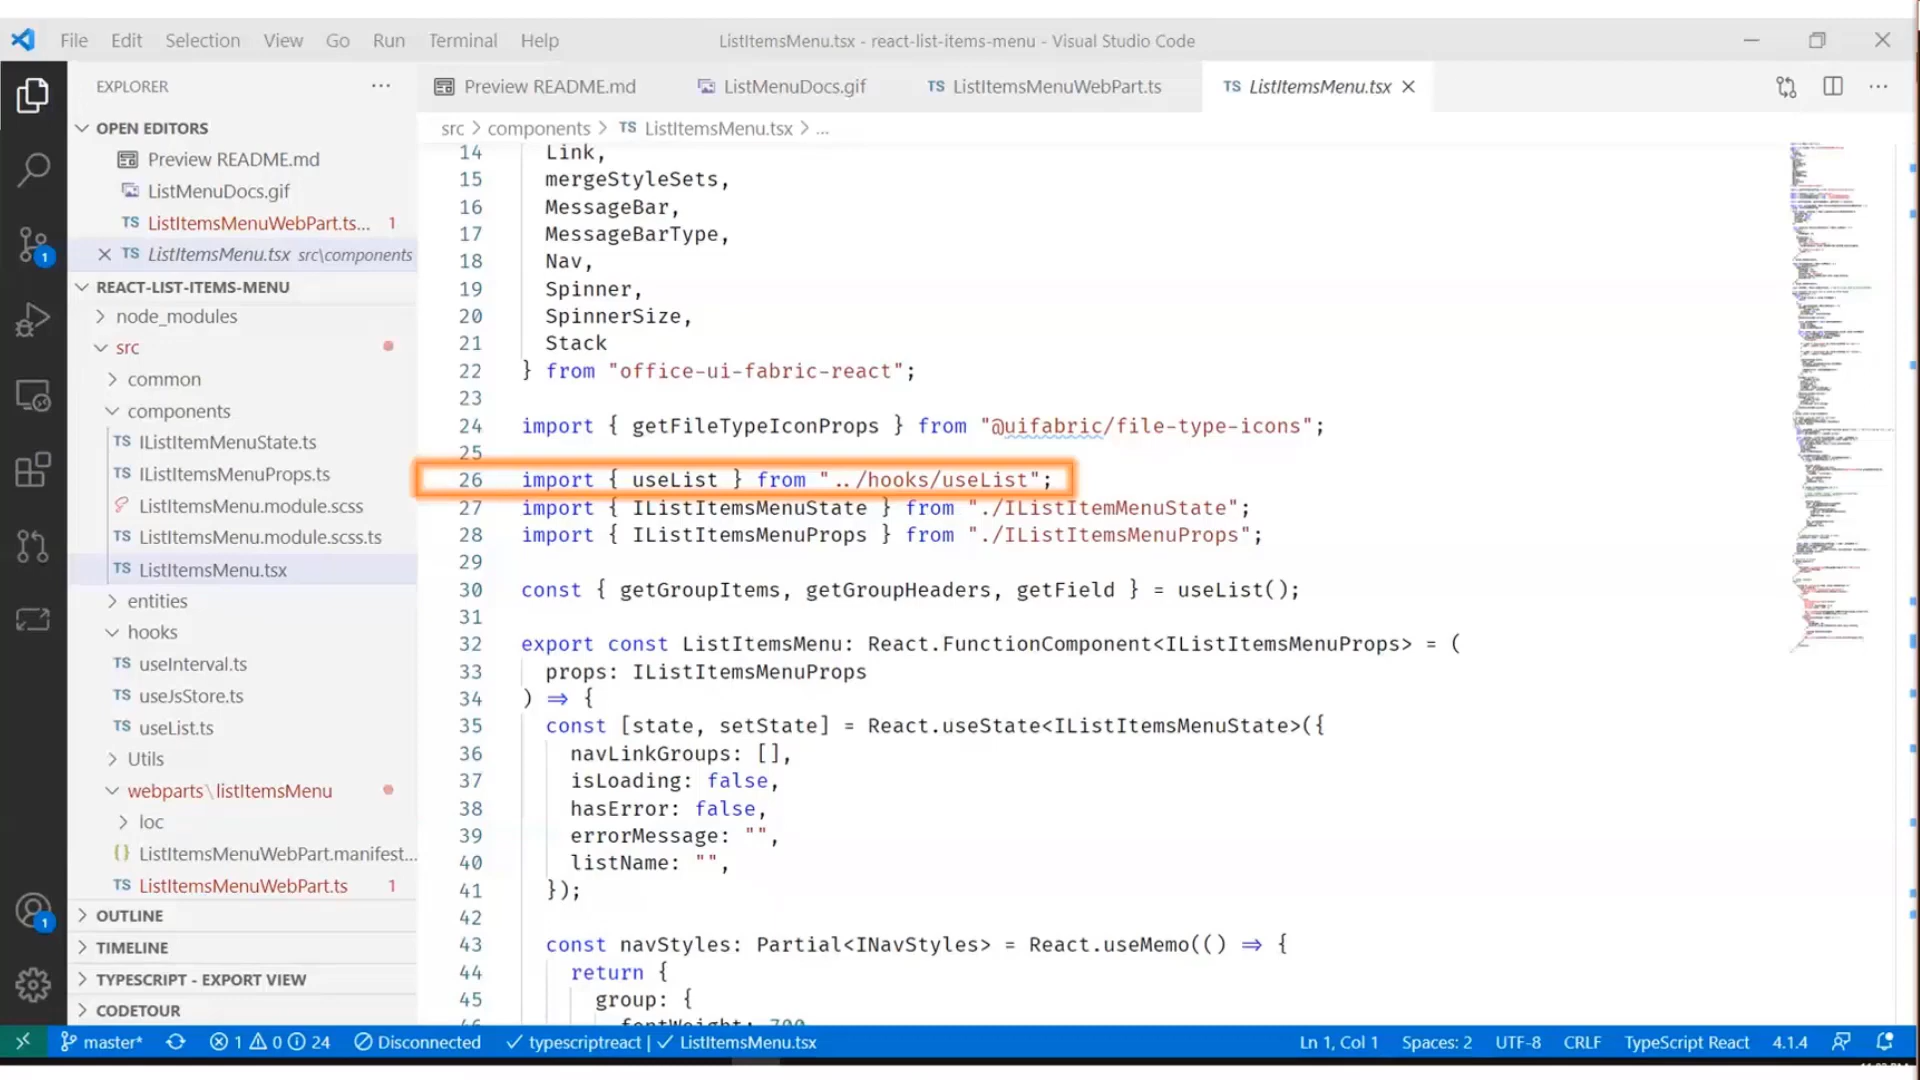 File Edit Selection View Go Run Terminal Help ListItemsMenu.tsx - react-list-items-menu - Visual Studio Code
EXPLORER ...
Preview README.md ListMenuDocs.gif TS ListItemsMenuWebPart.ts TS ListItemsMenu.tsx
OPEN EDITORS
Preview README.md
ListMenuDocs.gif
TS ListItemsMenuWebPart.ts... 1
TS ListItemsMenu.tsx src\components
REACT-LIST-ITEMS-MENU
node_modules
src
common
components
TS IListItemMenuState.ts
TS IListItemsMenuProps.ts
ListItemsMenu.module.scss
TS ListItemsMenu.module.scss.ts
TS ListItemsMenu.tsx
entities
hooks
TS useInterval.ts
TS useJsStore.ts
TS useList.ts
Utils
webparts\listItemsMenu
loc
{} ListItemsMenuWebPart.manifest...
TS ListItemsMenuWebPart.ts 1
OUTLINE
TIMELINE
TYPESCRIPT - EXPORT VIEW
CODETOUR
src > components > TS ListItemsMenu.tsx > ...
14 Link,
15 mergeStyleSets,
16 MessageBar,
17 MessageBarType,
18 Nav,
19 Spinner,
20 SpinnerSize,
21 Stack
22 } from "office-ui-fabric-react";
23
24 import { getFileTypeIconProps } from "@uifabric/file-type-icons";
25
26 import { useList } from "../hooks/useList";
27 import { IListItemsMenuState } from "./IListItemMenuState";
28 import { IListItemsMenuProps } from "./IListItemsMenuProps";
29
30 const { getGroupItems, getGroupHeaders, getField } = useList();
31
32 export const ListItemsMenu: React.FunctionComponent<IListItemsMenuProps> = (
33 props: IListItemsMenuProps
34 ) => {
35 const [state, setState] = React.useState<IListItemsMenuState>({
36 navLinkGroups: [],
37 isLoading: false,
38 hasError: false,
39 errorMessage: "",
40 listName: "",
41 });
42
43 const navStyles: Partial<INavStyles> = React.useMemo(() => {
44 return {
45 group: {
46 fontWeight: 700
1
1
master* 1 0 24 Disconnected typescriptreact | ListItemsMenu.tsx Ln 1, Col 1 Spaces: 2 UTF-8 CRLF TypeScript React 4.1.4